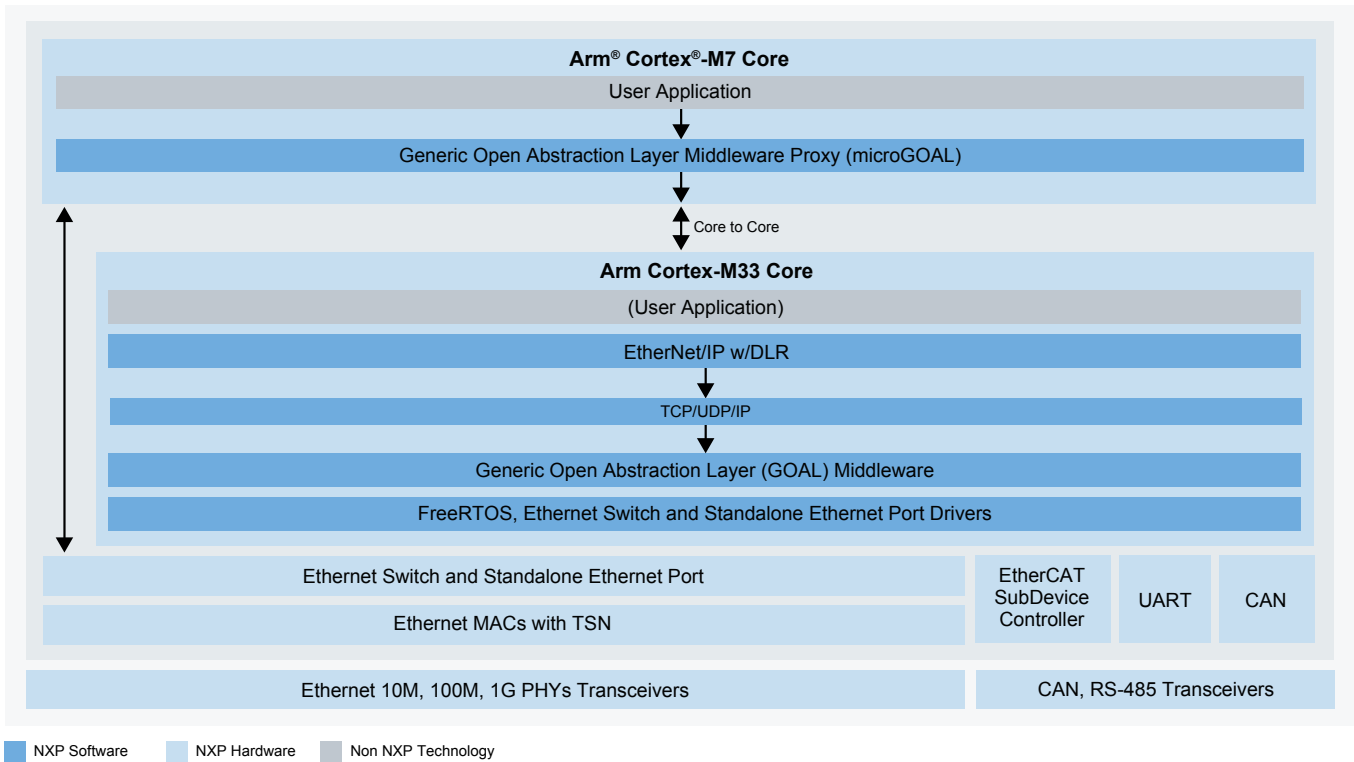 Arm® Cortex®-M7 Core
User Application
Generic Open Abstraction Layer Middleware Proxy (microGOAL)
Core to Core
Arm Cortex-M33 Core
(User Application)
EtherNet/IP w/DLR
TCP/UDP/IP
Generic Open Abstraction Layer (GOAL) Middleware
FreeRTOS, Ethernet Switch and Standalone Ethernet Port Drivers
Ethernet Switch and Standalone Ethernet Port
Ethernet MACs with TSN
EtherCAT
SubDevice
Controller
UART
CAN
Ethernet 10M, 100M, 1G PHYs Transceivers
CAN, RS-485 Transceivers
NXP Software
NXP Hardware
Non NXP Technology